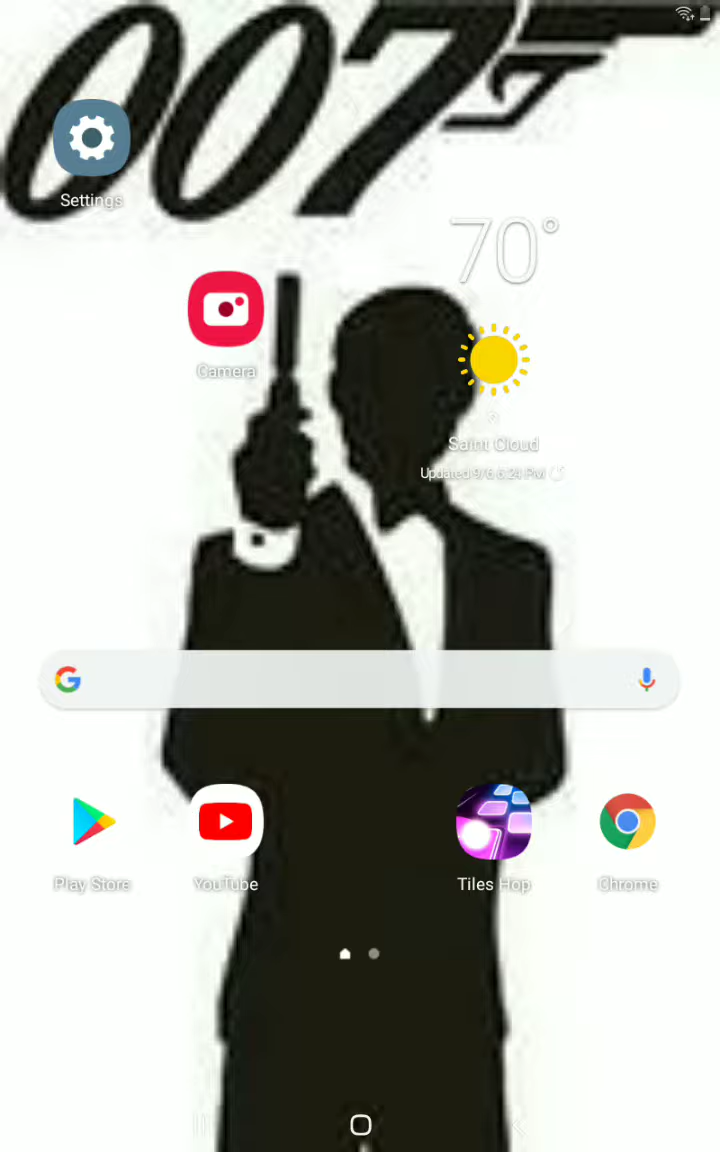 007
Settings
70°
Camera
Saint Cloud
Updated 9/6 6:24 PM
G
Play Store
YouTube
Tiles Hop
Chrome